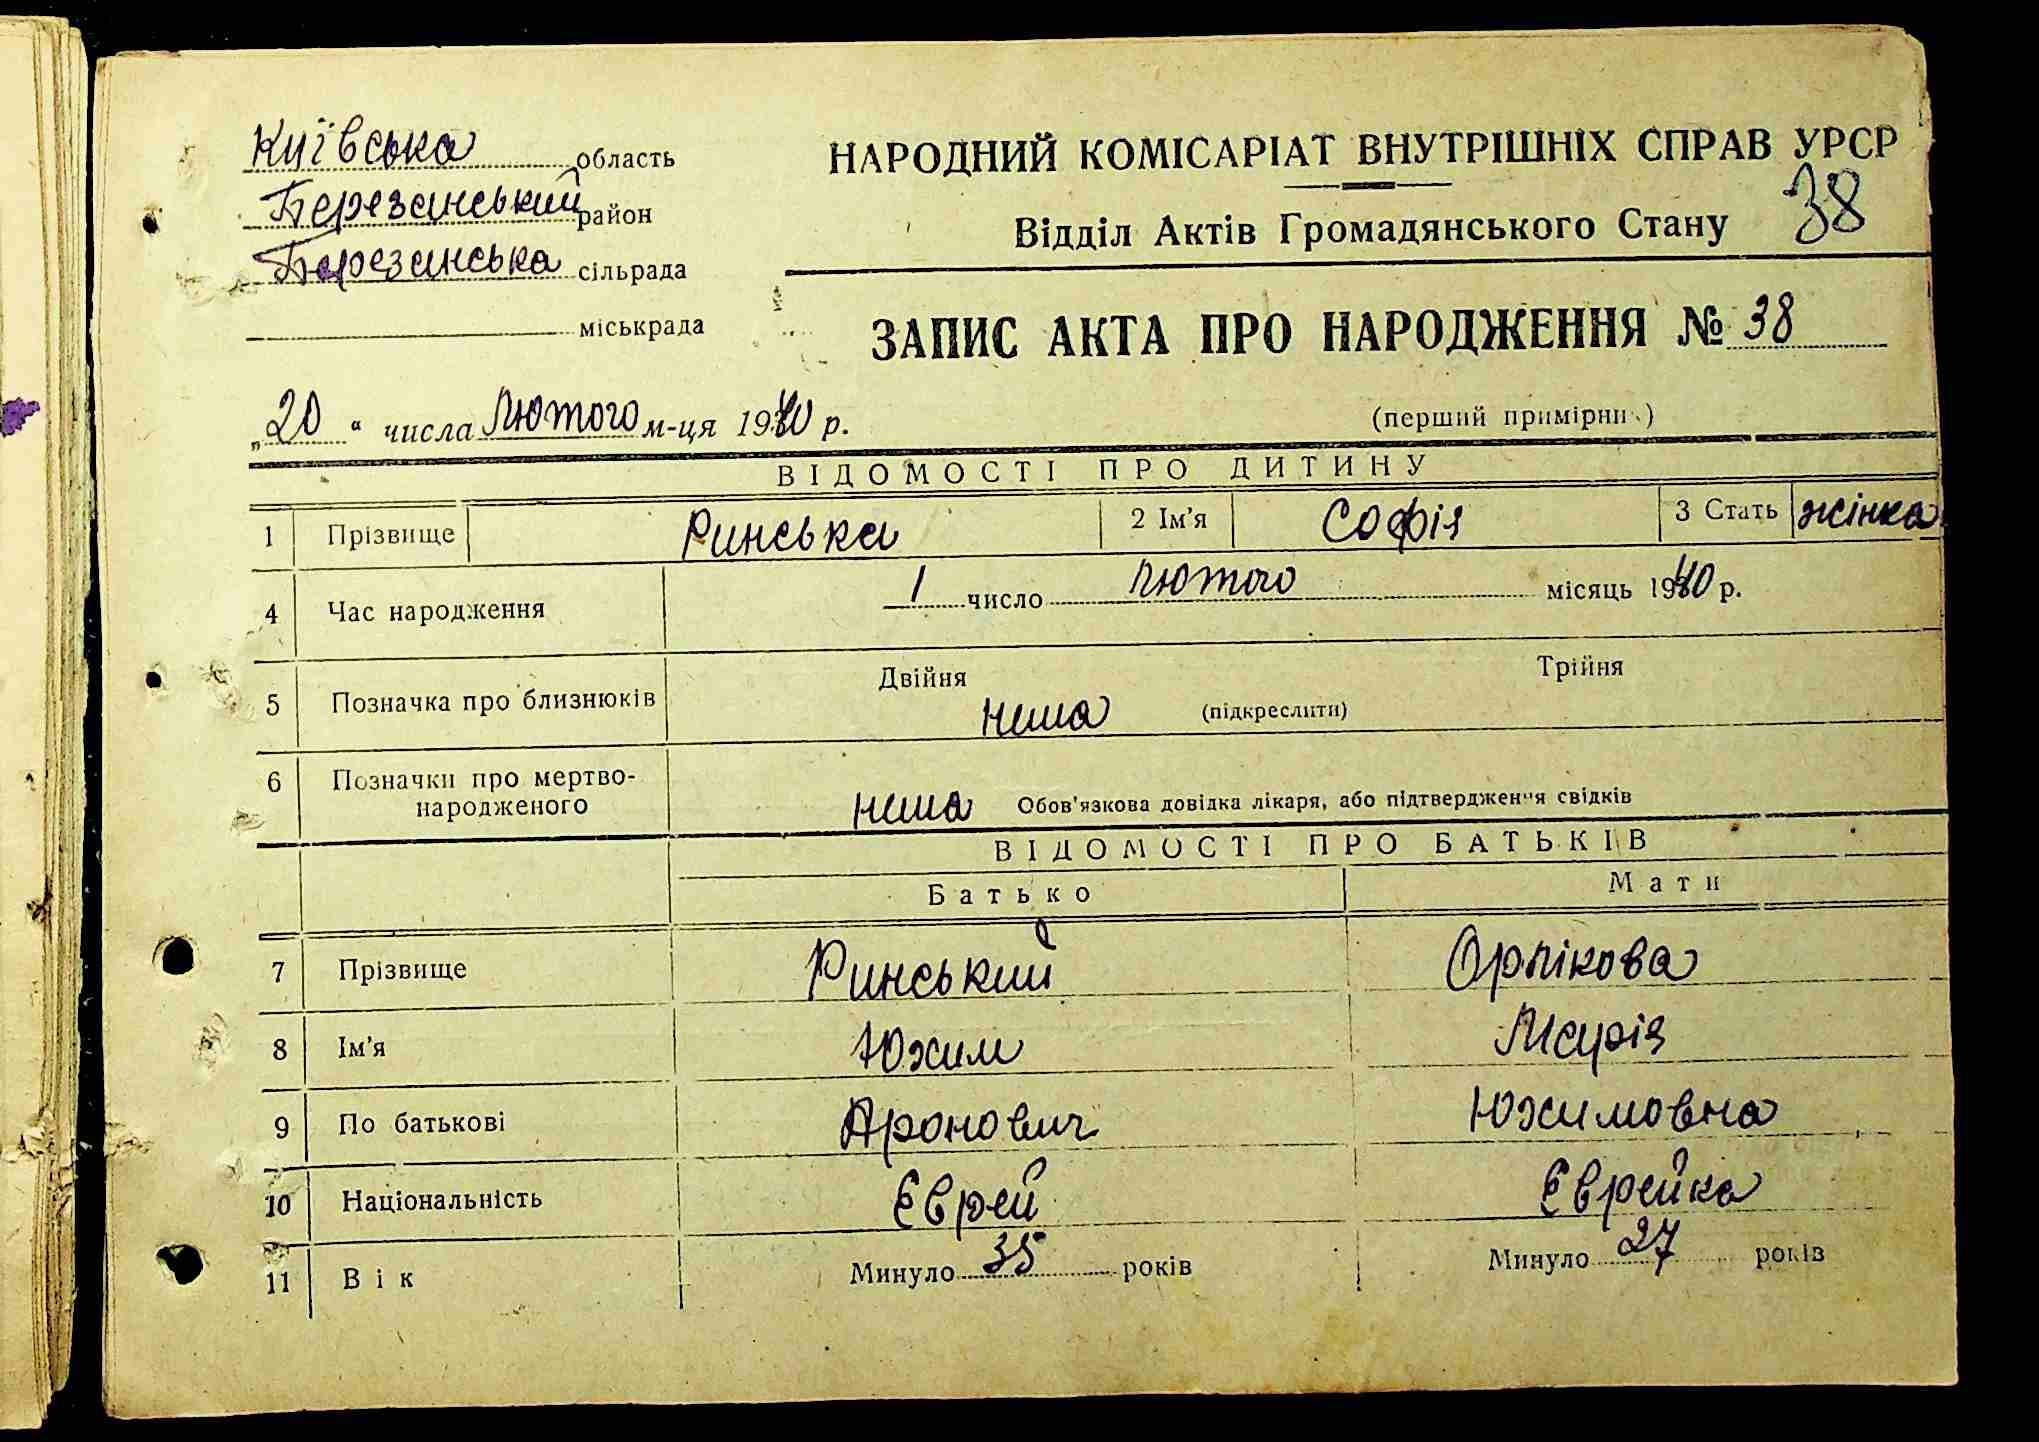 Київська область
Березанський район
Березанська сільрада
міськрада
НАРОДНИЙ КОМІСАРІАТ ВНУТРІШНІХ СПРАВ УРСР
Відділ Актів Громадянського Стану 38
ЗАПИС АКТА ПРО НАРОДЖЕННЯ № 38
„20“ числа Лютого м-ця 1940 р.
(перший примірник)
ВІДОМОСТІ ПРО ДИТИНУ
1 Прізвище Ринська 2 Ім'я Софія 3 Стать жінка
4 Час народження 1 число Лютого місяць 1940 р.
5 Позначка про близнюків Двійня Трійня
нема (підкреслити)
6 Позначки про мертво-
народженого нема Обов'язкова довідка лікаря, або підтвердження свідків
ВІДОМОСТІ ПРО БАТЬКІВ
Батько Мати
7 Прізвище Ринський Орлікова
8 Ім'я Юхим Марія
9 По батькові Аронович Юхимовна
10 Національність Єврей Єврейка
11 Вік Минуло 35 років Минуло 27 років